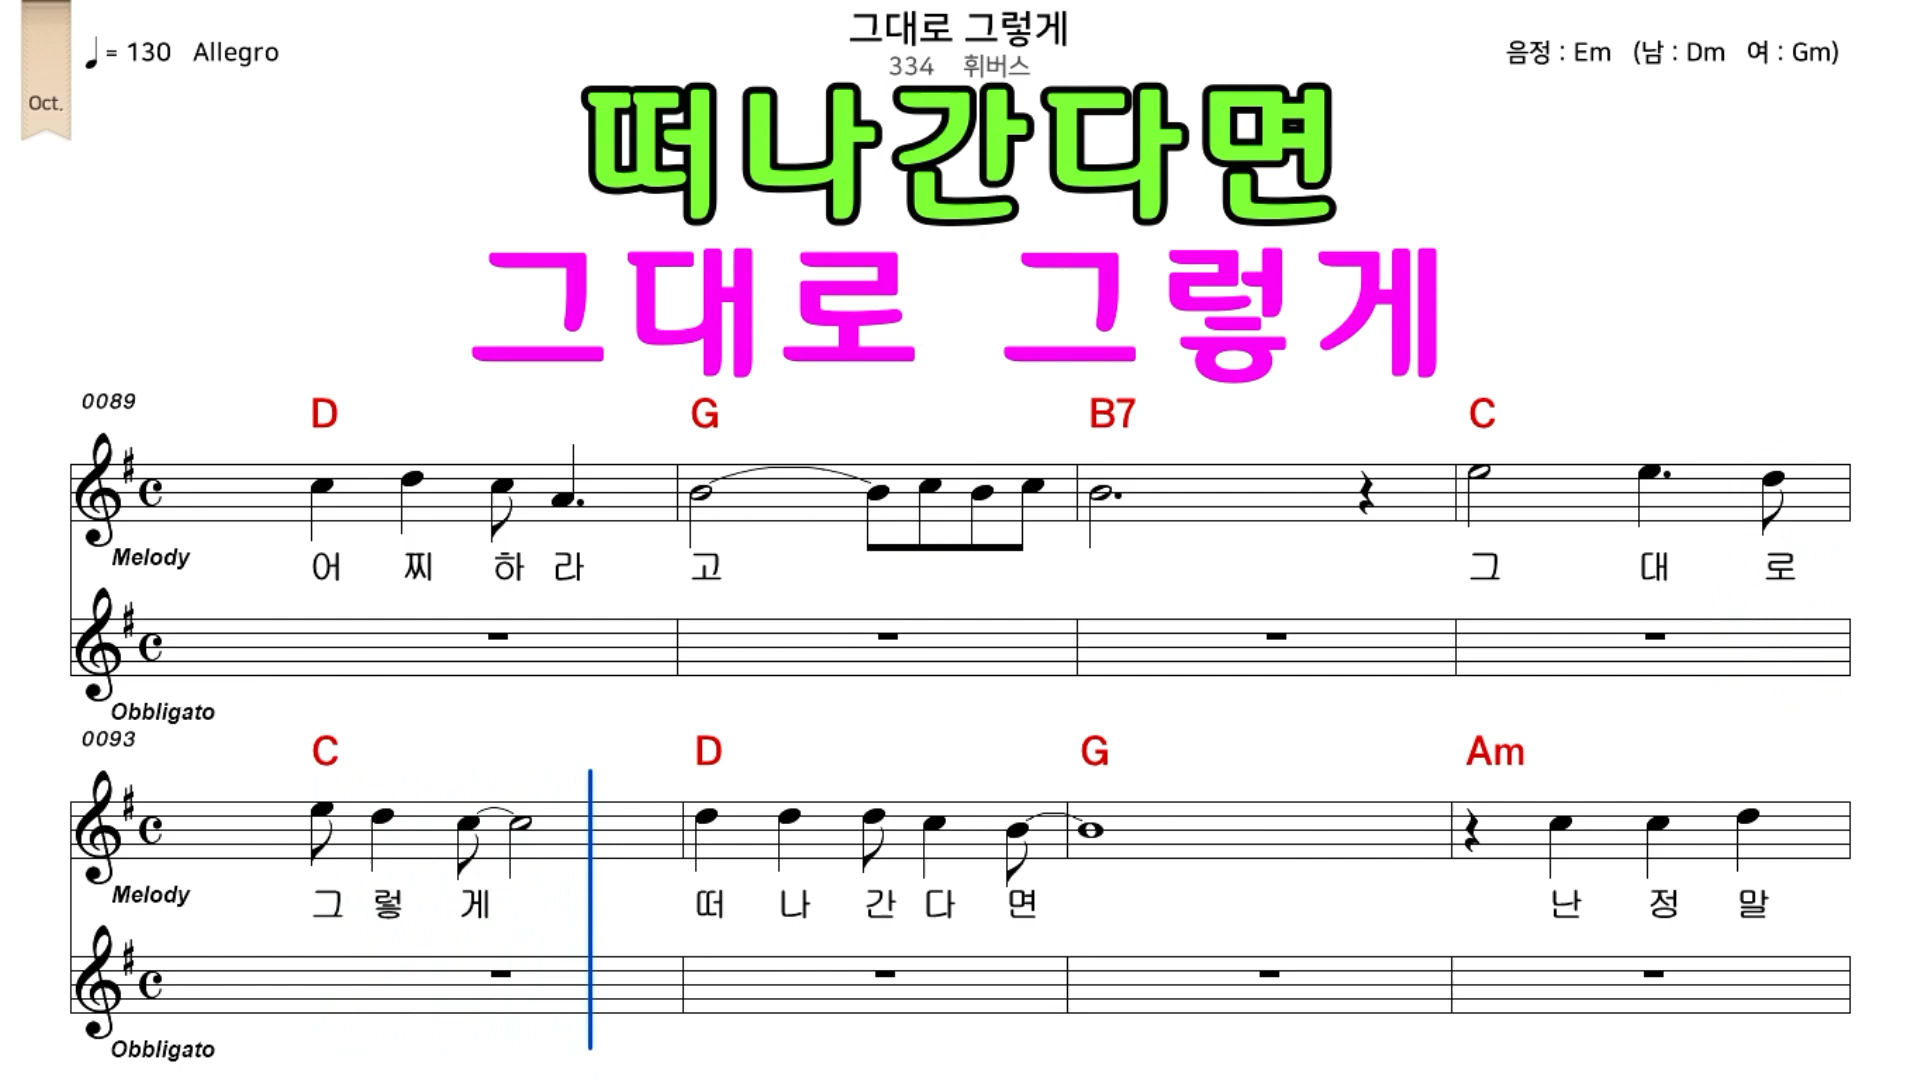 그대로 그렇게
♩= 130 Allegro
334 휘버스
음정 : Em (남 : Dm 여 : Gm)
Oct.
떠나간다면
그대로 그렇게
0089
D G B7 C
Melody
어 찌 하 라 고 그 대 로
Obbligato
0093
C D G Am
Melody
그 렇 게 떠 나 간 다 면 난 정 말
Obbligato